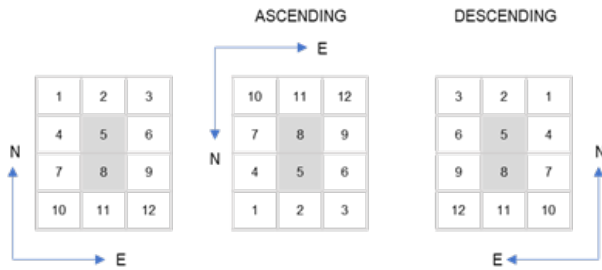 ASCENDING DESCENDING
E
1 2 3 10 11 12 3 2 1
4 5 6 7 8 9 6 5 4
N N N
7 8 9 4 5 6 9 8 7
10 11 12 1 2 3 12 11 10
E E